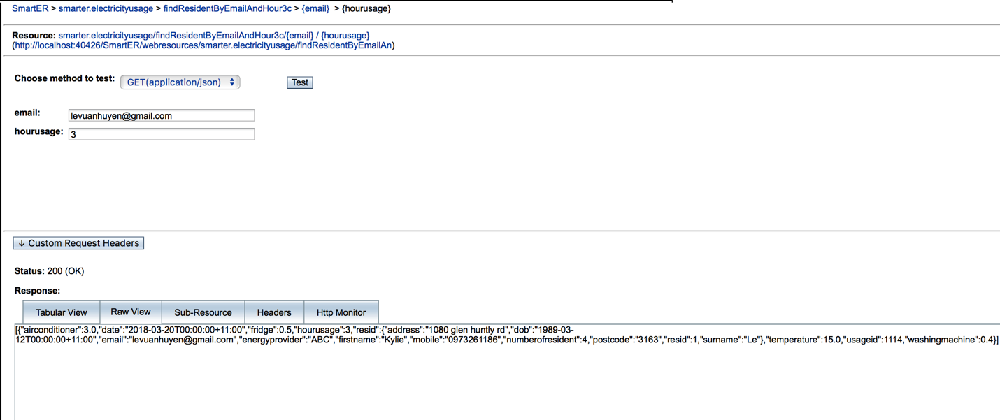 SmartER > smarter.electricityusage > findResidentByEmailAndHour3c > {email} > {hourusage}
Resource: smarter.electricityusage/findResidentByEmailAndHour3c/{email} / {hourusage}
(http://localhost:40426/SmartER/webresources/smarter.electricityusage/findResidentByEmailAn)
Choose method to test: GET(application/json) Test
email: levuanhuyen@gmail.com
hourusage: 3
↓ Custom Request Headers
Status: 200 (OK)
Response:
Tabular View Raw View Sub-Resource Headers Http Monitor
[{"airconditioner":3.0,"date":"2018-03-20T00:00:00+11:00","fridge":0.5,"hourusage":3,"resid":{"address":"1080 glen huntly rd","dob":"1989-03-
12T00:00:00+11:00","email":"levuanhuyen@gmail.com","energyprovider":"ABC","firstname":"Kylie","mobile":"0973261186","numberofresident":4,"postcode":"3163","resid":1,"surname":"Le"},"temperature":15.0,"usageid":1114,"washingmachine":0.4}]